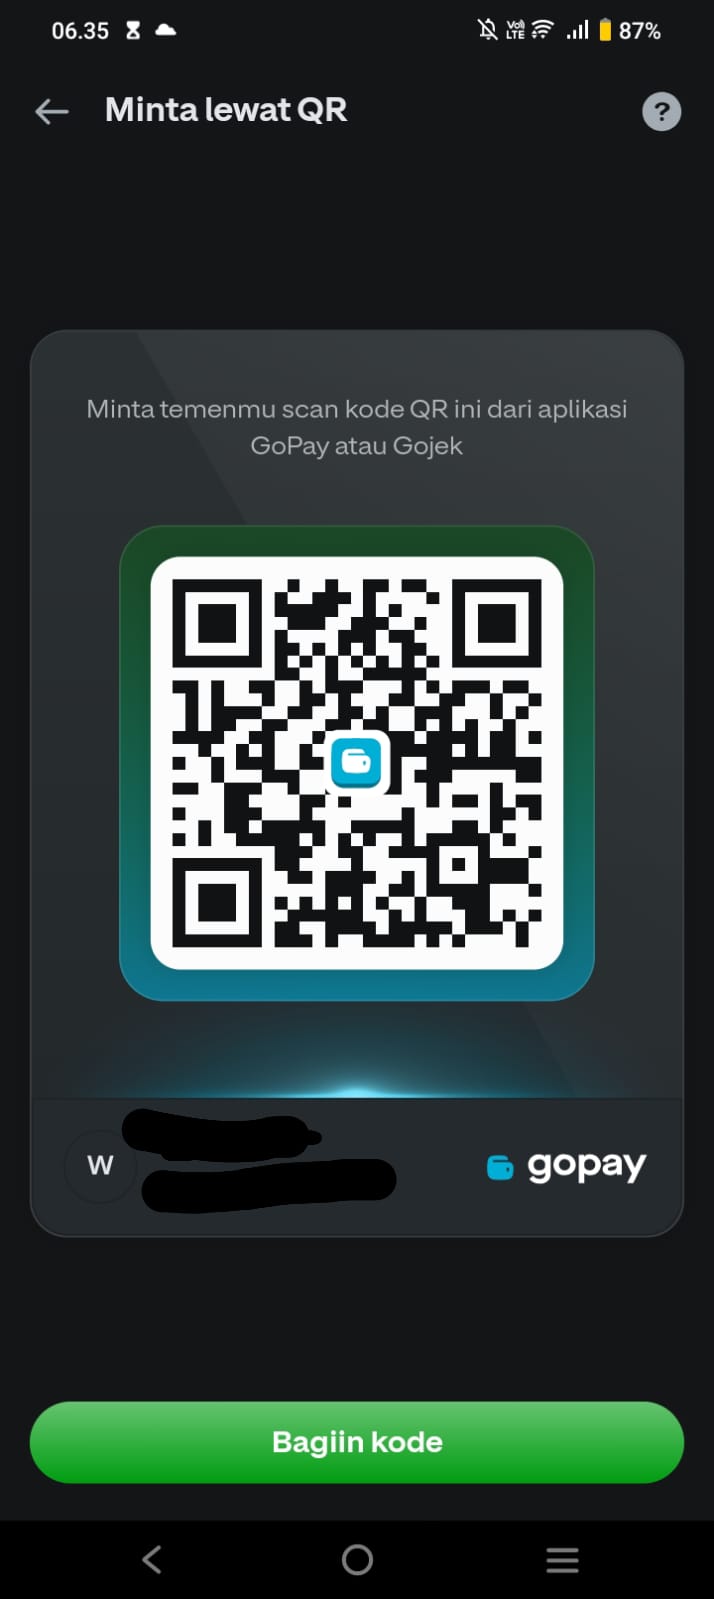 06.35
Vo)) LTE
87%
Minta lewat QR
?
Minta temenmu scan kode QR ini dari aplikasi
GoPay atau Gojek
W
gopay
Bagiin kode